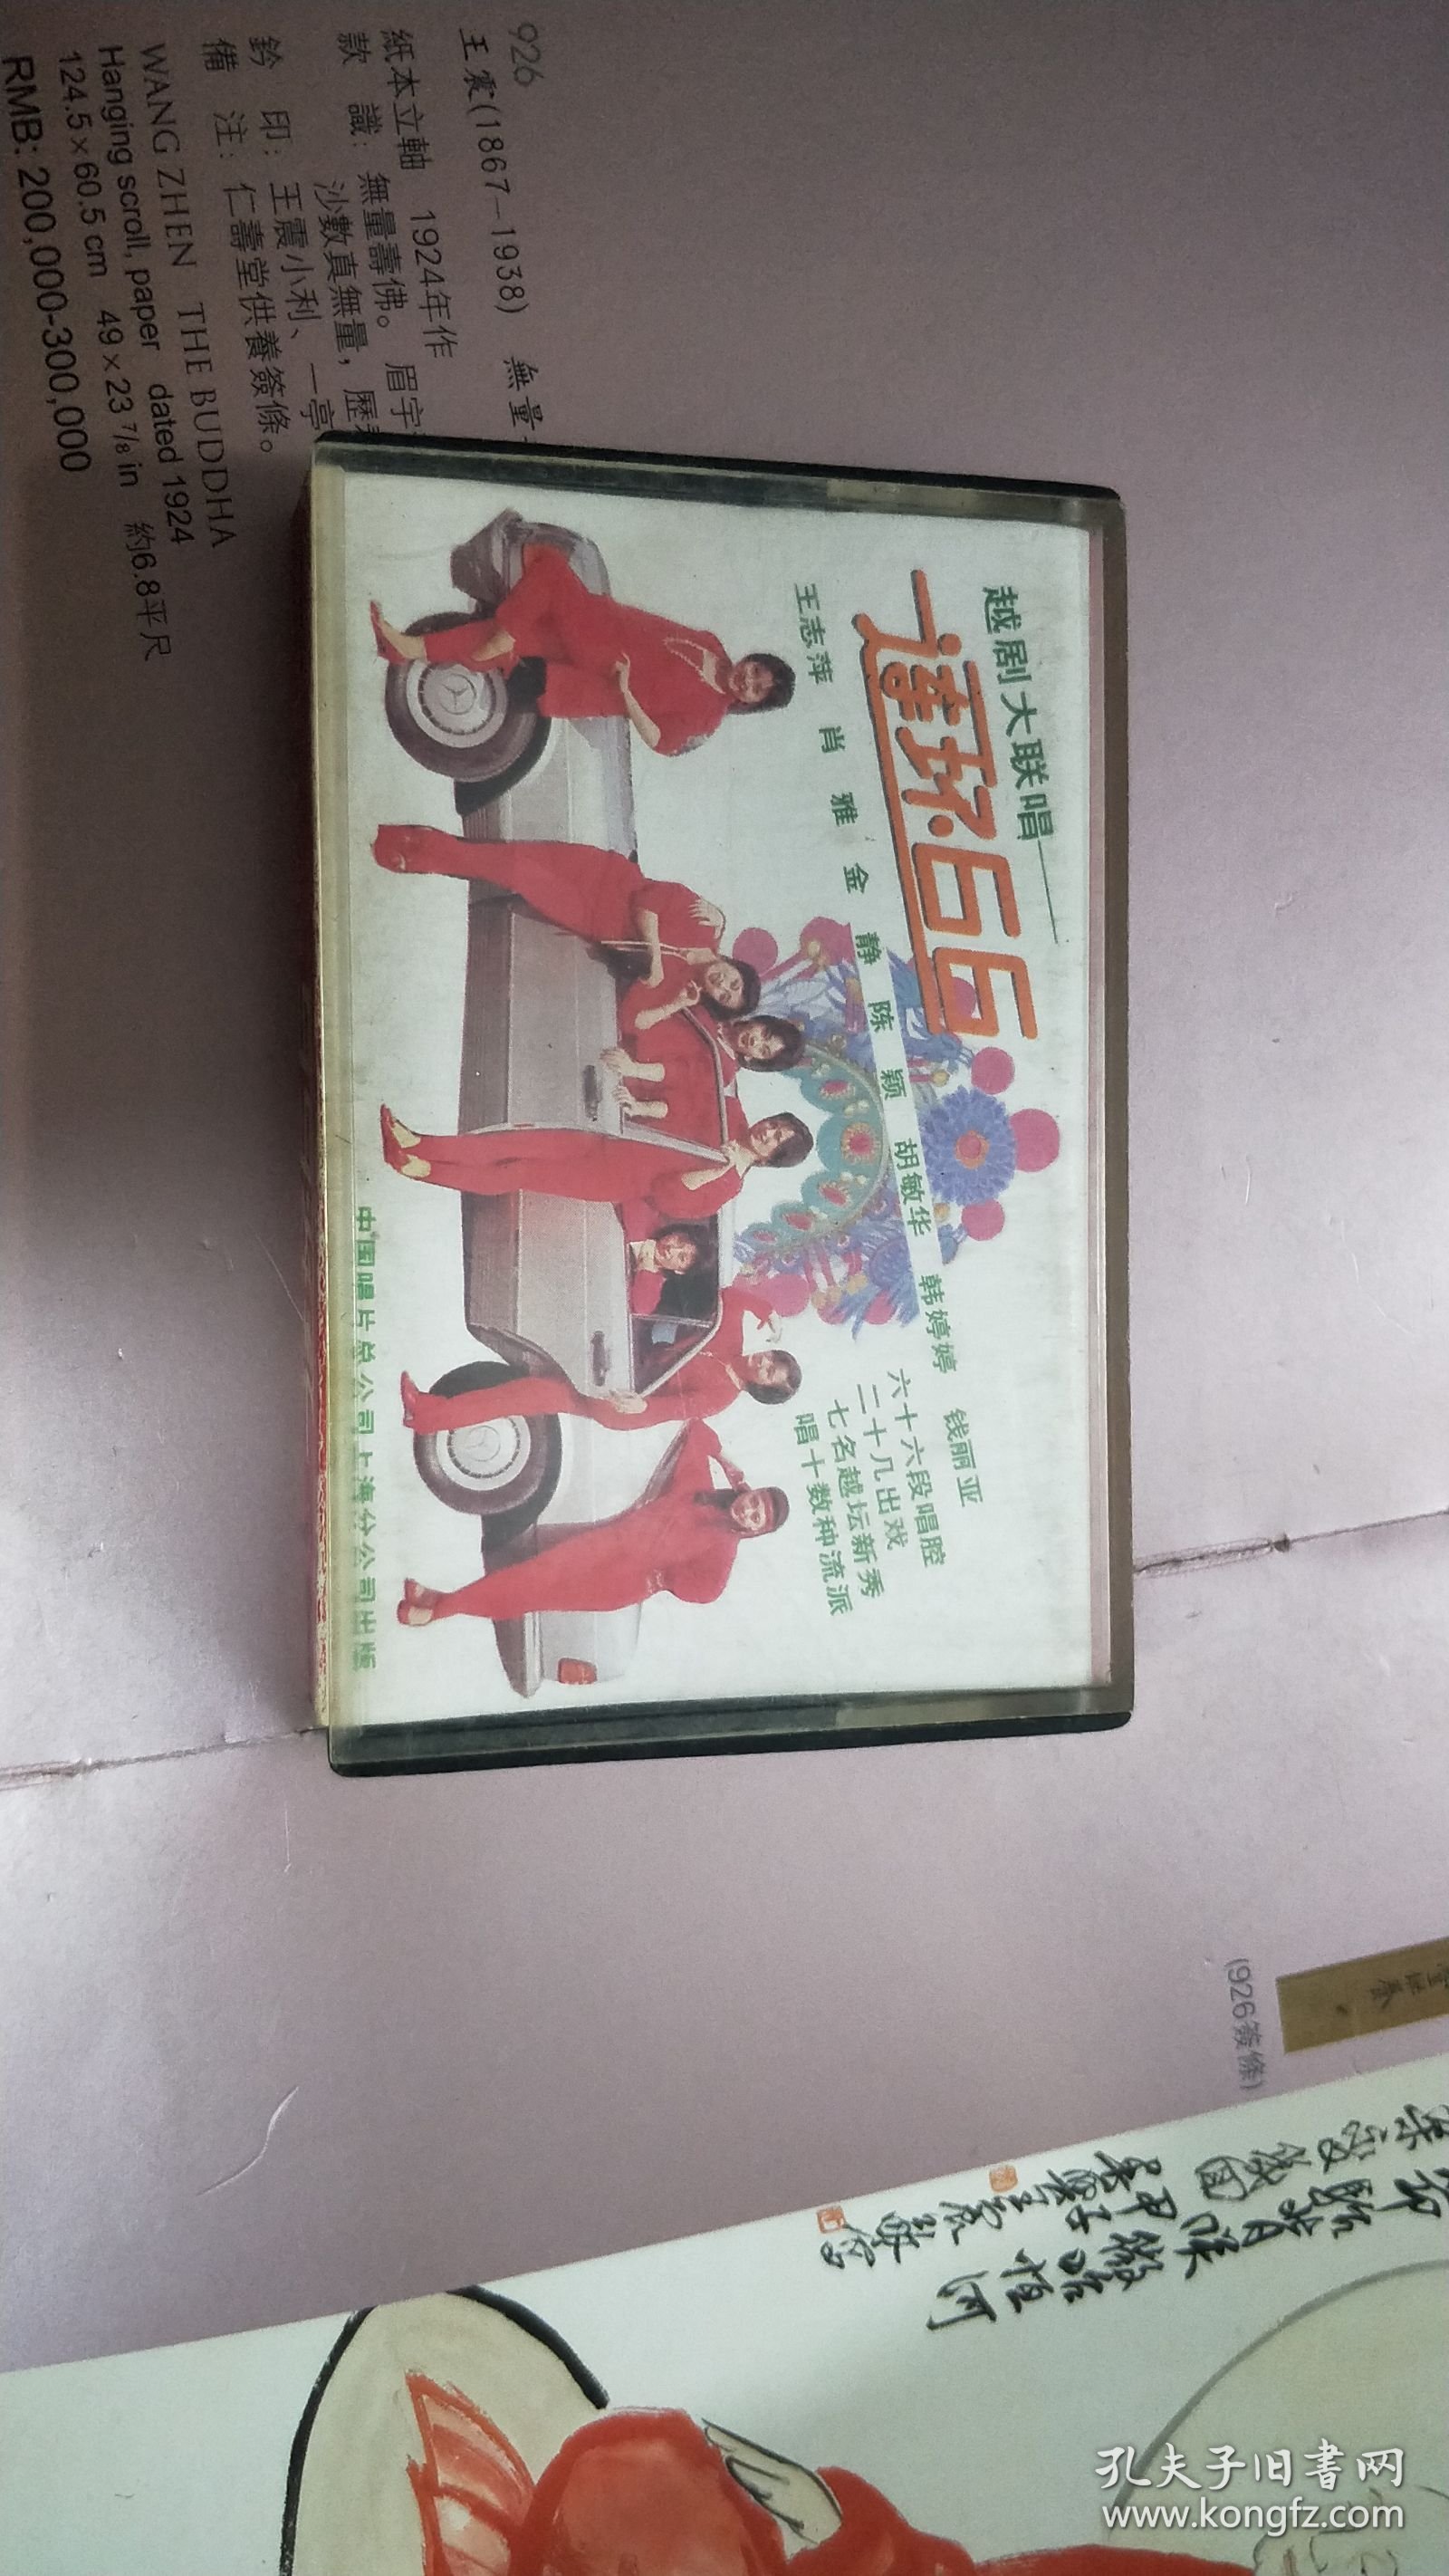 926
王震(1867—1938) 無量
紙本立軸 1924年作
款 識：無量壽佛。眉宇
沙數真無量，歷
鈐 印：王震小利、一亭
備 注：仁壽堂供養簽條。
WANG ZHEN THE BUDDHA
Hanging scroll, paper dated 1924
124.5×60.5 cm 49×23 7/8 in 約6.8平尺
RMB: 200,000-300,000
越剧大联唱——
连环66
王志萍 肖雅 金静 陈颖 胡敏华 韩婷婷 钱丽亚
六十六段唱腔
二十几出戏
七名越坛新秀
唱十数种流派
中国唱片总公司上海分公司出版
(926簽條)
孔夫子旧书网
www.kongfz.com